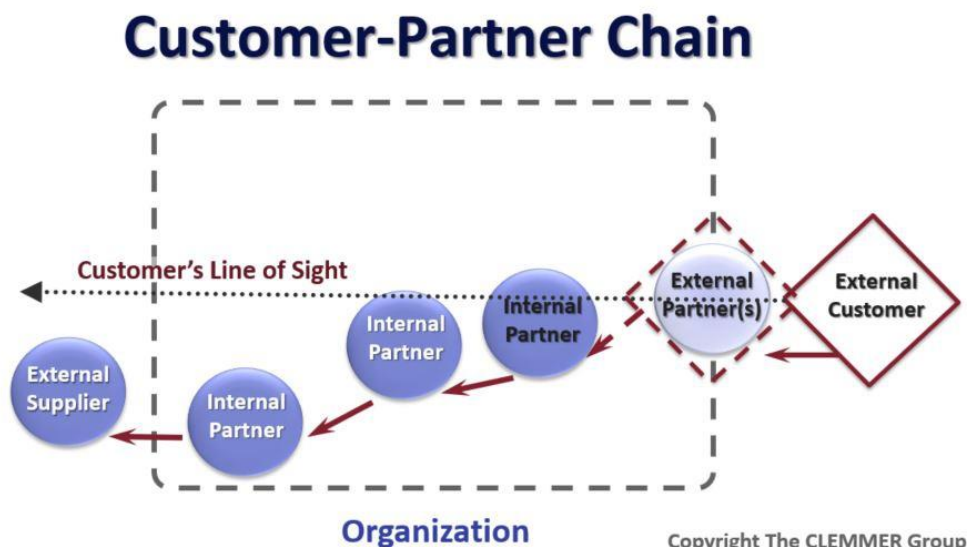 Customer-Partner Chain
Customer's Line of Sight
External
Partner(s)
External
Customer
Internal
Partner
Internal
Partner
External
Supplier
Internal
Partner
Organization
Copyright The CLEMMER Group